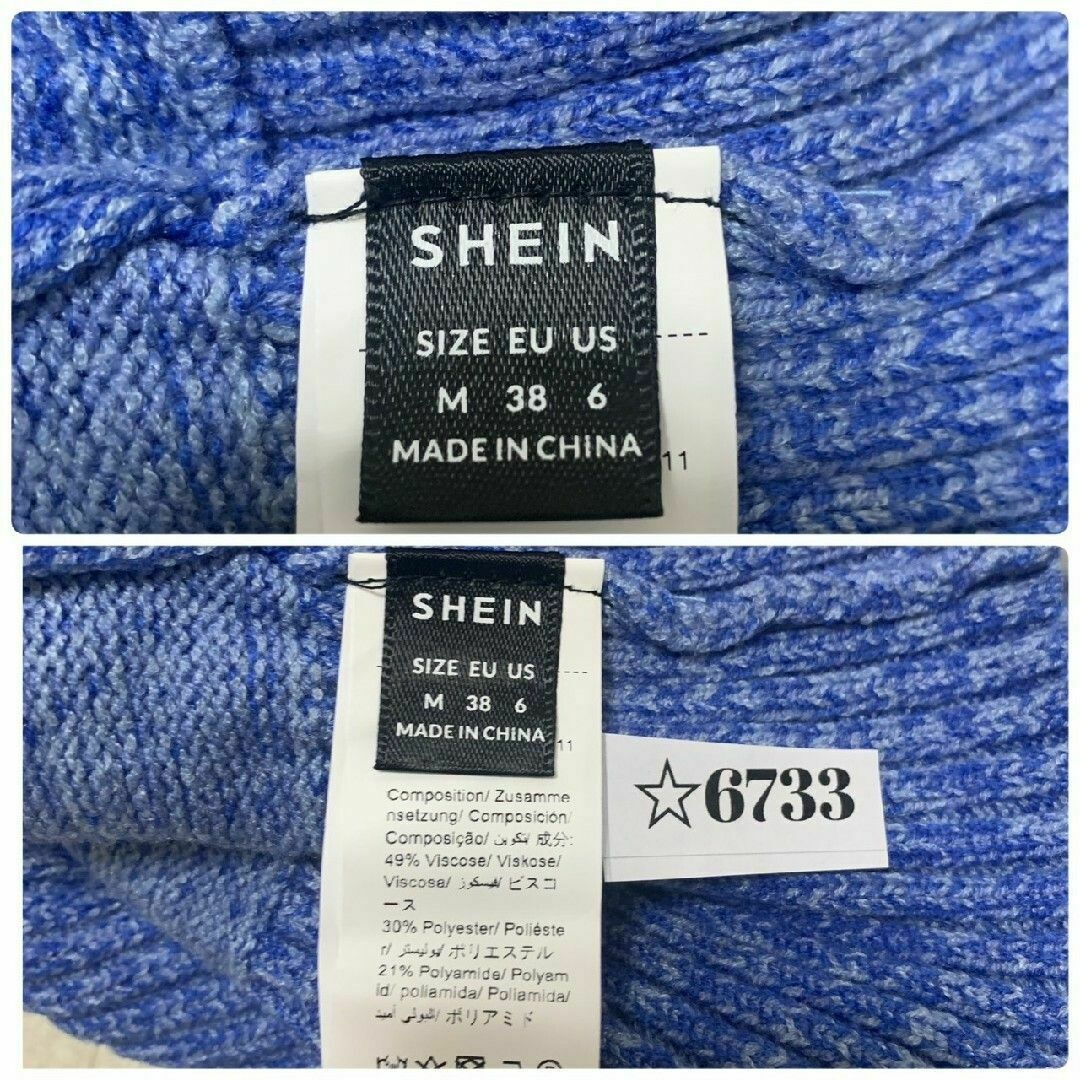 SHEIN
SIZE EU US
M 38 6
MADE IN CHINA
11
SHEIN
SIZE EU US
M 38 6
MADE IN CHINA
11
☆6733
Composition/ Zusamme
nsetzung/ Composición/
Composição/ تكوين/ 成分:
49% Viscose/ Viskose/
Viscosa/ فيسكوز/ ビスコ
ース
30% Polyester/ Poliéste
r/ بوليستر/ ポリエステル
21% Polyamide/ Polyam
id/ poliamida/ Poliamida/
البولي أميد/ ポリアミド